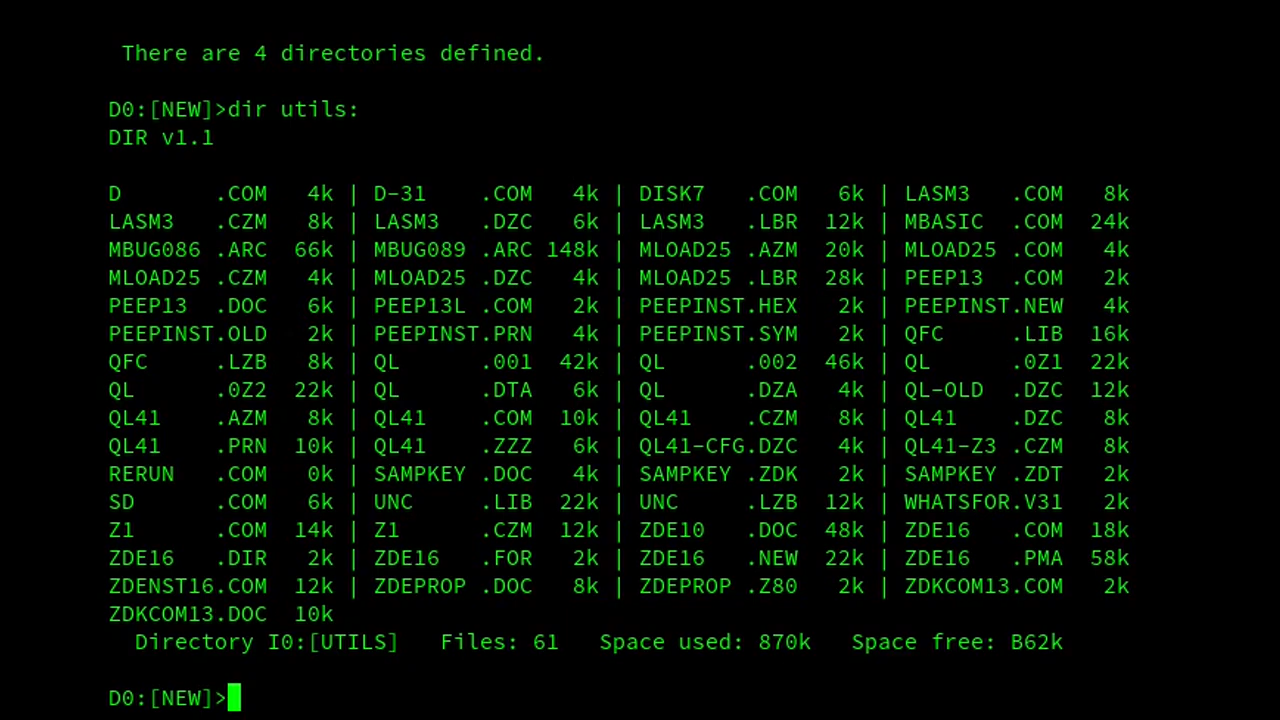 There are 4 directories defined.
D0:[NEW]>dir utils:
DIR v1.1
D       .COM   4k | D-31    .COM   4k | DISK7   .COM   6k | LASM3   .COM   8k
LASM3   .CZM   8k | LASM3   .DZC   6k | LASM3   .LBR  12k | MBASIC  .COM  24k
MBUG086 .ARC  66k | MBUG089 .ARC 148k | MLOAD25 .AZM  20k | MLOAD25 .COM   4k
MLOAD25 .CZM   4k | MLOAD25 .DZC   4k | MLOAD25 .LBR  28k | PEEP13  .COM   2k
PEEP13  .DOC   6k | PEEP13L .COM   2k | PEEPINST.HEX   2k | PEEPINST.NEW   4k
PEEPINST.OLD   2k | PEEPINST.PRN   4k | PEEPINST.SYM   2k | QFC     .LIB  16k
QFC     .LZB   8k | QL      .001  42k | QL      .002  46k | QL      .0Z1  22k
QL      .0Z2  22k | QL      .DTA   6k | QL      .DZA   4k | QL-OLD  .DZC  12k
QL41    .AZM   8k | QL41    .COM  10k | QL41    .CZM   8k | QL41    .DZC   8k
QL41    .PRN  10k | QL41    .ZZZ   6k | QL41-CFG.DZC   4k | QL41-Z3 .CZM   8k
RERUN   .COM   0k | SAMPKEY .DOC   4k | SAMPKEY .ZDK   2k | SAMPKEY .ZDT   2k
SD      .COM   6k | UNC     .LIB  22k | UNC     .LZB  12k | WHATSFOR.V31   2k
Z1      .COM  14k | Z1      .CZM  12k | ZDE10   .DOC  48k | ZDE16   .COM  18k
ZDE16   .DIR   2k | ZDE16   .FOR   2k | ZDE16   .NEW  22k | ZDE16   .PMA  58k
ZDENST16.COM  12k | ZDEPROP .DOC   8k | ZDEPROP .Z80   2k | ZDKCOM13.COM   2k
ZDKCOM13.DOC  10k
Directory I0:[UTILS]   Files: 61   Space used: 870k   Space free: B62k
D0:[NEW]>